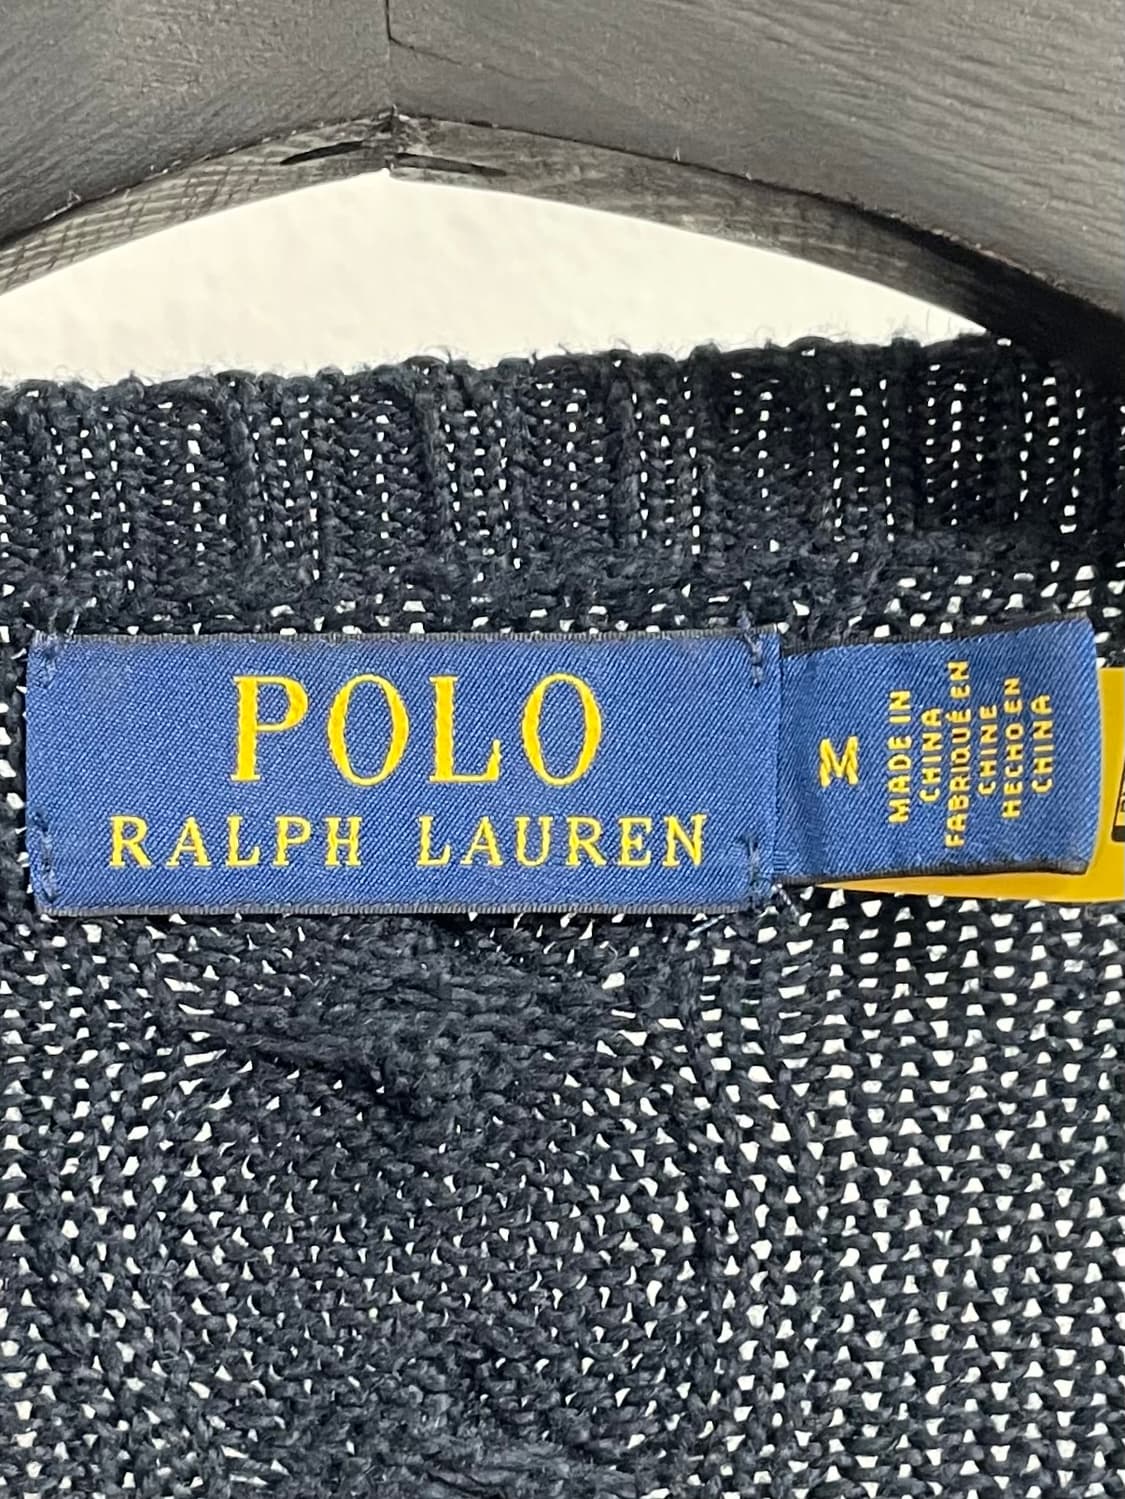 POLO
RALPH LAUREN
M
MADE IN
CHINA
FABRIQUÉ EN
CHINE
HECHO EN
CHINA